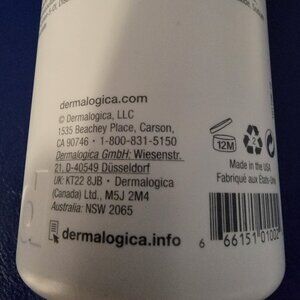 dermalogica.com
© Dermalogica, LLC
1535 Beachey Place, Carson,
CA 90746 • 1-800-831-5150
Dermalogica GmbH; Wiesenstr.
21, D-40549 Düsseldorf
UK: KT22 8JB • Dermalogica
(Canada) Ltd., M5J 2M4
Australia: NSW 2065
dermalogica.info
12M
2
Made in the USA
Fabriqué aux États-Unis
6 66151 01002